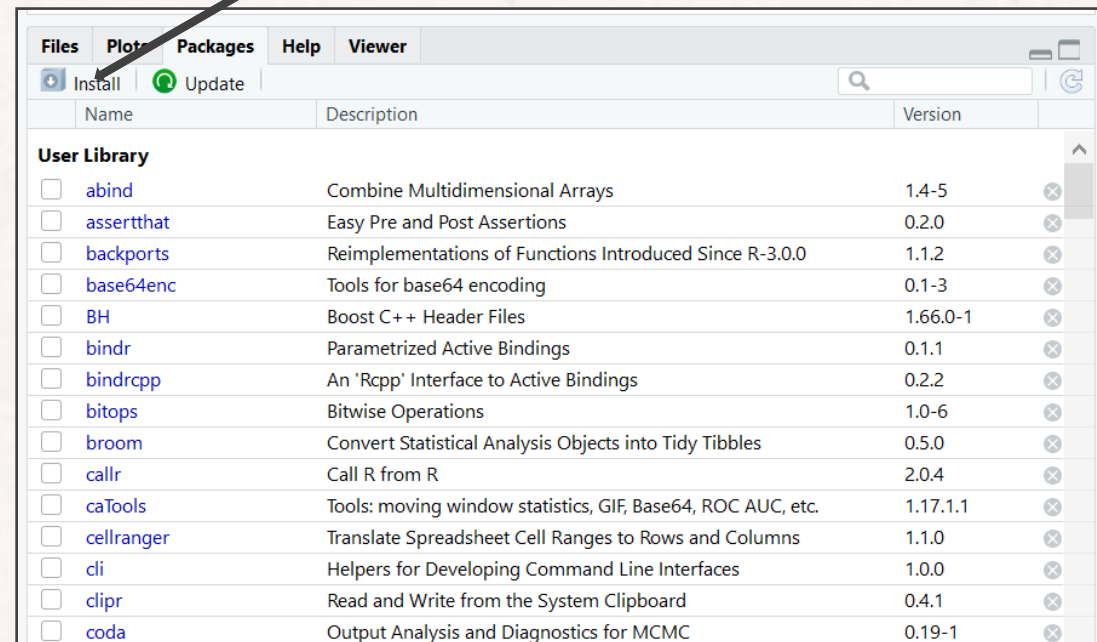 Files Plots Packages Help Viewer
Install Update
Name Description Version
User Library
abind Combine Multidimensional Arrays 1.4-5
assertthat Easy Pre and Post Assertions 0.2.0
backports Reimplementations of Functions Introduced Since R-3.0.0 1.1.2
base64enc Tools for base64 encoding 0.1-3
BH Boost C++ Header Files 1.66.0-1
bindr Parametrized Active Bindings 0.1.1
bindrcpp An 'Rcpp' Interface to Active Bindings 0.2.2
bitops Bitwise Operations 1.0-6
broom Convert Statistical Analysis Objects into Tidy Tibbles 0.5.0
callr Call R from R 2.0.4
caTools Tools: moving window statistics, GIF, Base64, ROC AUC, etc. 1.17.1.1
cellranger Translate Spreadsheet Cell Ranges to Rows and Columns 1.1.0
cli Helpers for Developing Command Line Interfaces 1.0.0
clipr Read and Write from the System Clipboard 0.4.1
coda Output Analysis and Diagnostics for MCMC 0.19-1